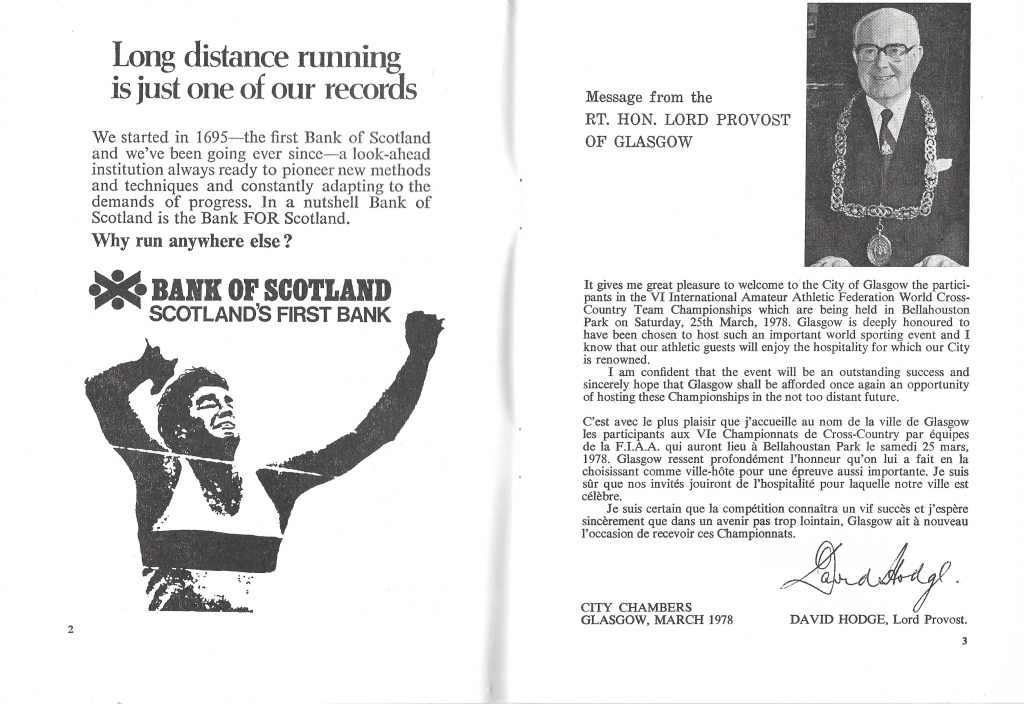 Long distance running
is just one of our records
We started in 1695—the first Bank of Scotland
and we've been going ever since—a look-ahead
institution always ready to pioneer new methods
and techniques and constantly adapting to the
demands of progress. In a nutshell Bank of
Scotland is the Bank FOR Scotland.
Why run anywhere else?
BANK OF SCOTLAND
SCOTLAND'S FIRST BANK
2
Message from the
RT. HON. LORD PROVOST
OF GLASGOW
It gives me great pleasure to welcome to the City of Glasgow the partici-
pants in the VI International Amateur Athletic Federation World Cross-
Country Team Championships which are being held in Bellahouston
Park on Saturday, 25th March, 1978. Glasgow is deeply honoured to
have been chosen to host such an important world sporting event and I
know that our athletic guests will enjoy the hospitality for which our City
is renowned.
I am confident that the event will be an outstanding success and
sincerely hope that Glasgow shall be afforded once again an opportunity
of hosting these Championships in the not too distant future.
C'est avec le plus plaisir que j'accueille au nom de la ville de Glasgow
les participants aux VIe Championnats de Cross-Country par équipes
de la F.I.A.A. qui auront lieu à Bellahoustan Park le samedi 25 mars,
1978. Glasgow ressent profondément l'honneur qu'on lui a fait en la
choisissant comme ville-hôte pour une épreuve aussi importante. Je suis
sûr que nos invités jouiront de l'hospitalité pour laquelle notre ville est
célèbre.
Je suis certain que la compétition connaîtra un vif succès et j'espère
sincèrement que dans un avenir pas trop lointain, Glasgow ait à nouveau
l'occasion de recevoir ces Championnats.
David Hodge.
CITY CHAMBERS
GLASGOW, MARCH 1978
DAVID HODGE, Lord Provost.
3